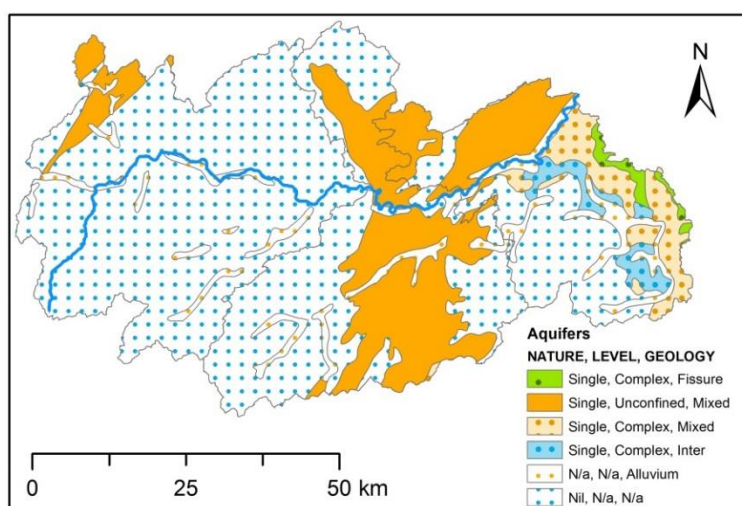 N
Aquifers
NATURE, LEVEL, GEOLOGY
Single, Complex, Fissure
Single, Unconfined, Mixed
Single, Complex, Mixed
Single, Complex, Inter
N/a, N/a, Alluvium
Nil, N/a, N/a
0 25 50 km